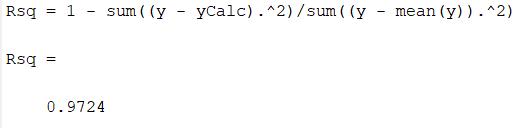 Rsq = 1 - sum((y - yCalc).^2)/sum((y - mean(y)).^2)
Rsq =
0.9724